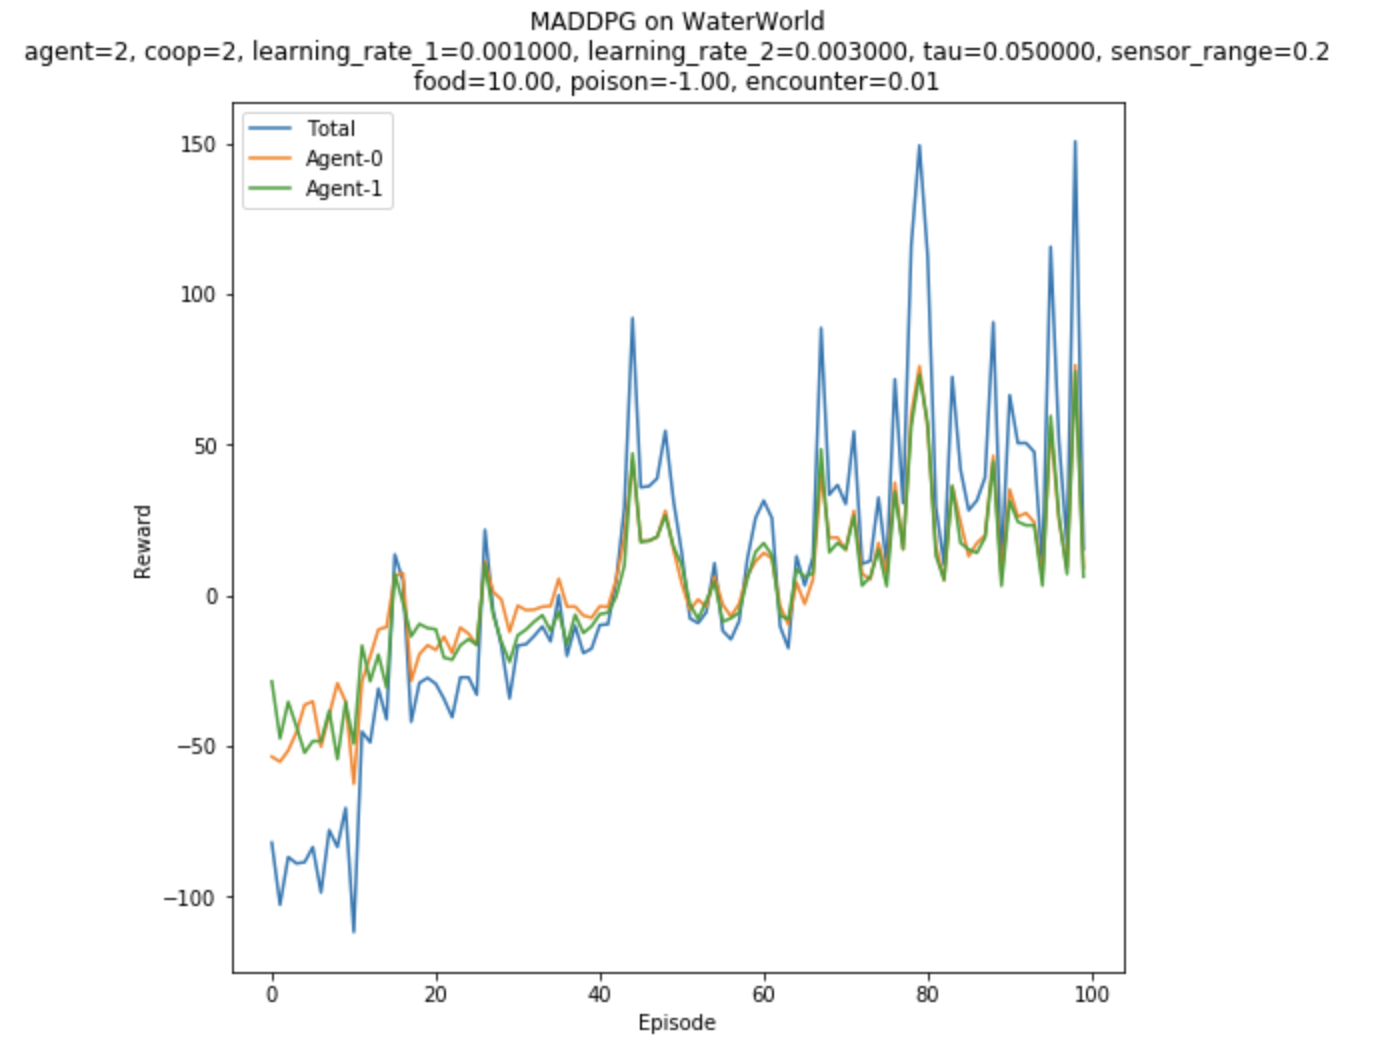 MADDPG on WaterWorld
agent=2, coop=2, learning_rate_1=0.001000, learning_rate_2=0.003000, tau=0.050000, sensor_range=0.2
food=10.00, poison=-1.00, encounter=0.01
Total
Agent-0
Agent-1
150
100
50
0
−50
−100
Reward
0
20
40
60
80
100
Episode